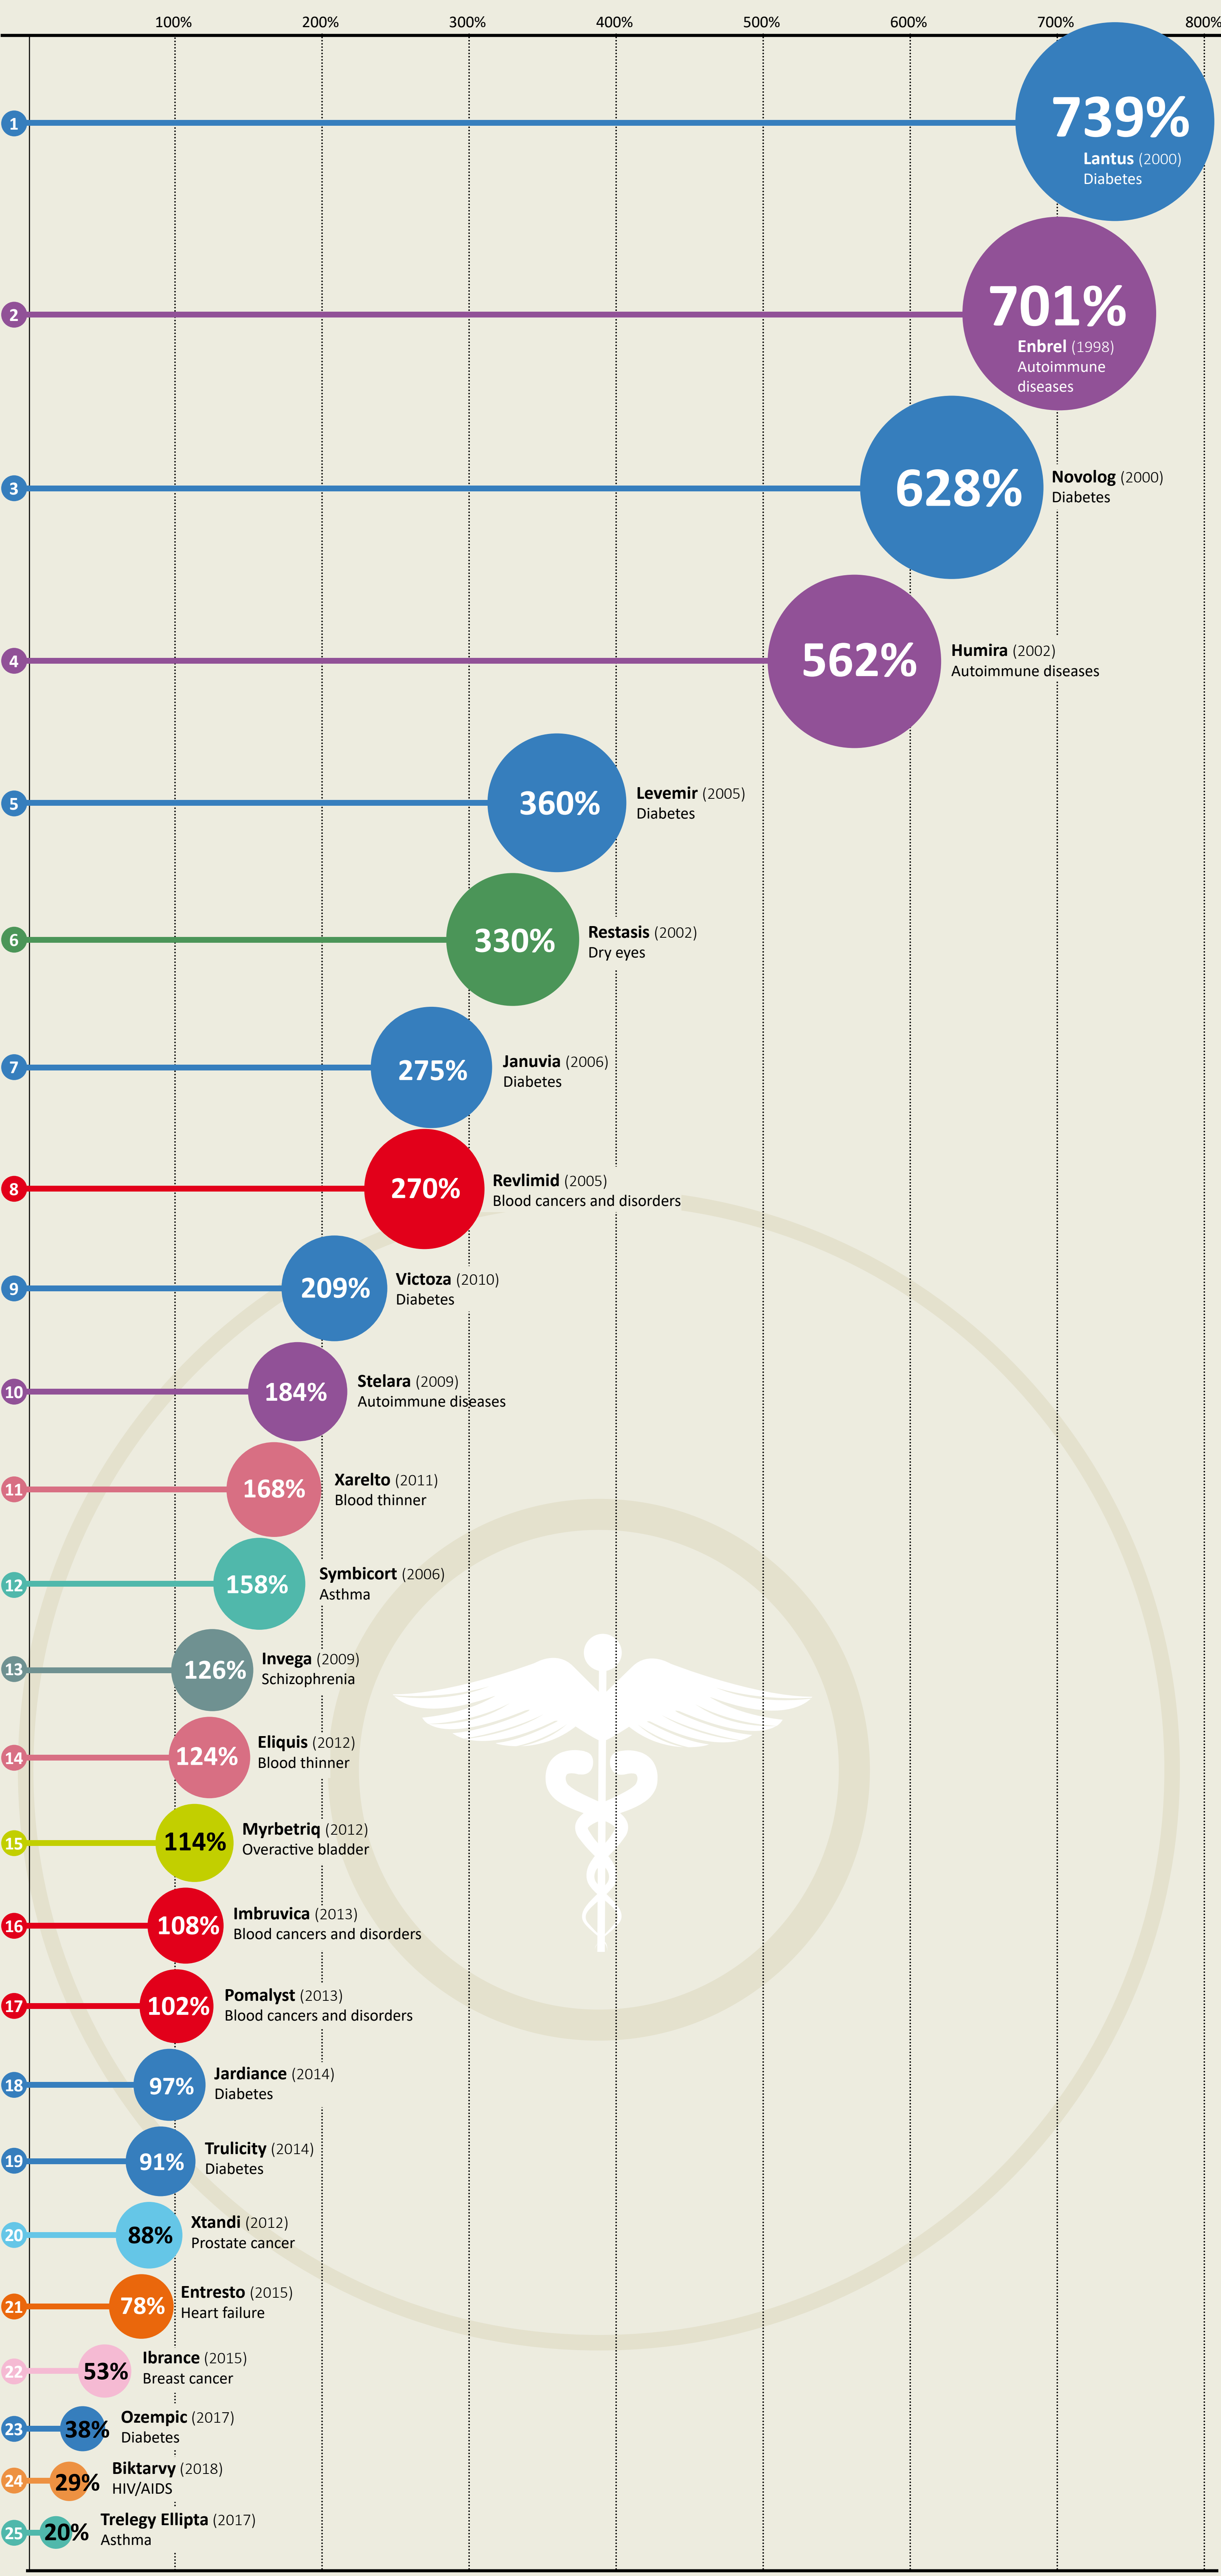 100% 200% 300% 400% 500% 600% 700% 800%
1
739%
Lantus (2000)
Diabetes
2
701%
Enbrel (1998)
Autoimmune
diseases
3
628%
Novolog (2000)
Diabetes
4
562%
Humira (2002)
Autoimmune diseases
5
360%
Levemir (2005)
Diabetes
6
330%
Restasis (2002)
Dry eyes
7
275%
Januvia (2006)
Diabetes
8
270%
Revlimid (2005)
Blood cancers and disorders
9
209%
Victoza (2010)
Diabetes
10
184%
Stelara (2009)
Autoimmune diseases
11
168%
Xarelto (2011)
Blood thinner
12
158%
Symbicort (2006)
Asthma
13
126%
Invega (2009)
Schizophrenia
14
124%
Eliquis (2012)
Blood thinner
15
114%
Myrbetriq (2012)
Overactive bladder
16
108%
Imbruvica (2013)
Blood cancers and disorders
17
102%
Pomalyst (2013)
Blood cancers and disorders
18
97%
Jardiance (2014)
Diabetes
19
91%
Trulicity (2014)
Diabetes
20
88%
Xtandi (2012)
Prostate cancer
21
78%
Entresto (2015)
Heart failure
22
53%
Ibrance (2015)
Breast cancer
23
38%
Ozempic (2017)
Diabetes
24
29%
Biktarvy (2018)
HIV/AIDS
25
20%
Trelegy Ellipta (2017)
Asthma